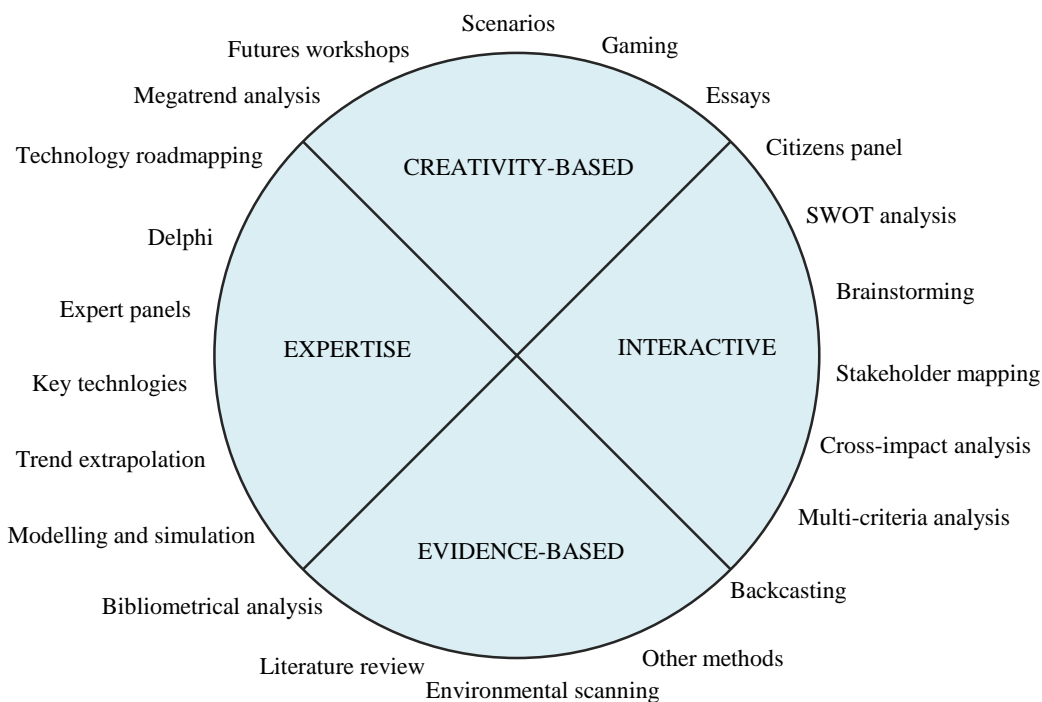 Scenarios
Gaming
Futures workshops
Essays
Megatrend analysis
Citizens panel
Technology roadmapping
CREATIVITY-BASED
SWOT analysis
Delphi
Brainstorming
Expert panels
INTERACTIVE
EXPERTISE
Stakeholder mapping
Key technlogies
Cross-impact analysis
Trend extrapolation
Multi-criteria analysis
Modelling and simulation
EVIDENCE-BASED
Backcasting
Bibliometrical analysis
Other methods
Literature review
Environmental scanning